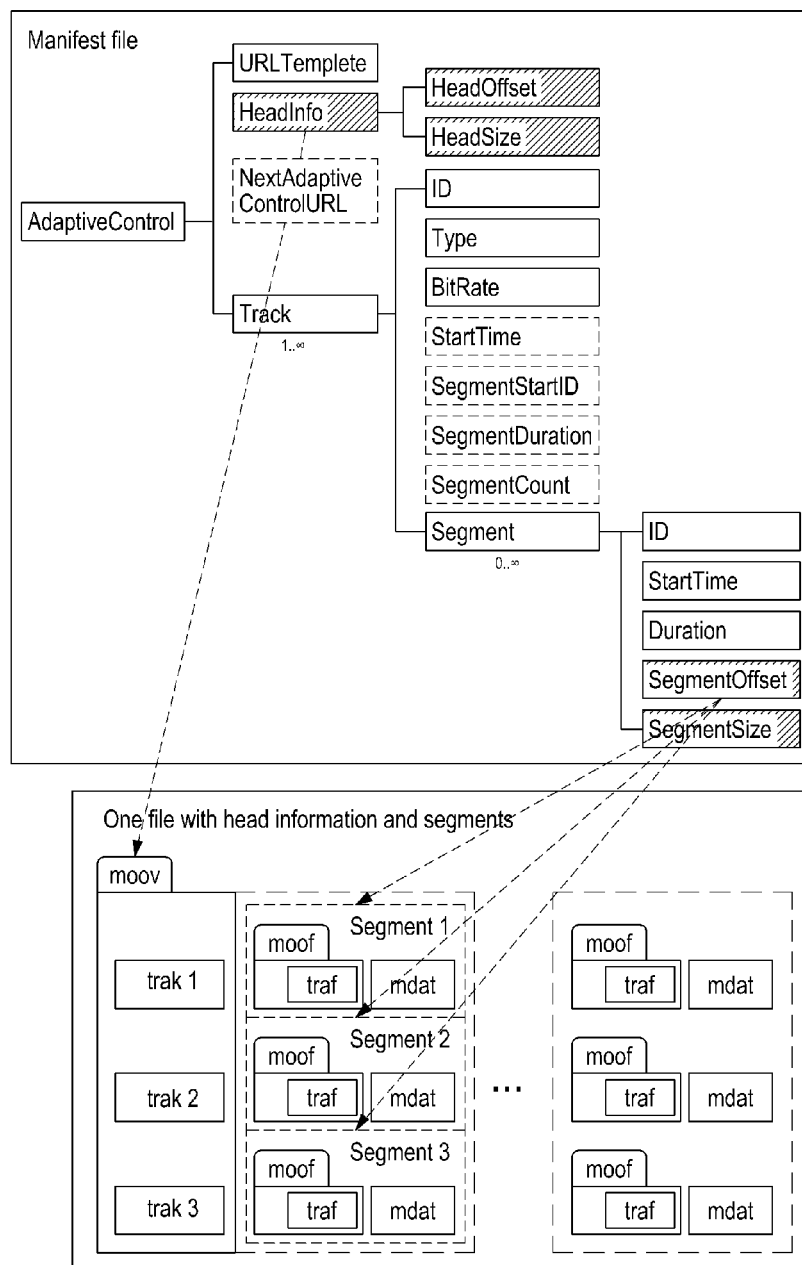 Manifest file
URLTemplete
HeadInfo
HeadOffset
HeadSize
NextAdaptive
ControlURL
AdaptiveControl
Track
1..∞
ID
Type
BitRate
StartTime
SegmentStartID
SegmentDuration
SegmentCount
Segment
0..∞
ID
StartTime
Duration
SegmentOffset
SegmentSize
One file with head information and segments
moov
Segment 1
moof
moof
trak 1
traf
mdat
traf
mdat
Segment 2
moof
moof
trak 2
traf
mdat
...
traf
mdat
Segment 3
moof
moof
trak 3
traf
mdat
traf
mdat